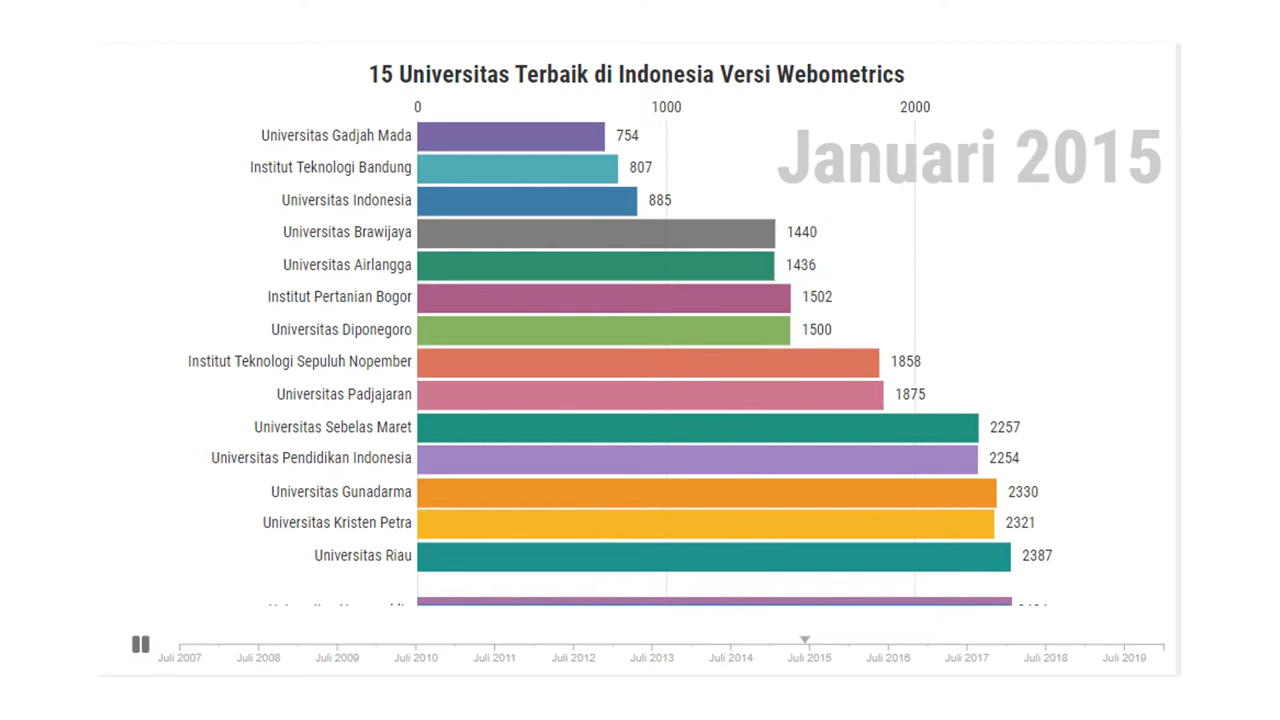 15 Universitas Terbaik di Indonesia Versi Webometrics
0 1000 2000
Januari 2015
Universitas Gadjah Mada 754
Institut Teknologi Bandung 807
Universitas Indonesia 885
Universitas Brawijaya 1440
Universitas Airlangga 1436
Institut Pertanian Bogor 1502
Universitas Diponegoro 1500
Institut Teknologi Sepuluh Nopember 1858
Universitas Padjajaran 1875
Universitas Sebelas Maret 2257
Universitas Pendidikan Indonesia 2254
Universitas Gunadarma 2330
Universitas Kristen Petra 2321
Universitas Riau 2387
Juli 2007 Juli 2008 Juli 2009 Juli 2010 Juli 2011 Juli 2012 Juli 2013 Juli 2014 Juli 2015 Juli 2016 Juli 2017 Juli 2018 Juli 2019